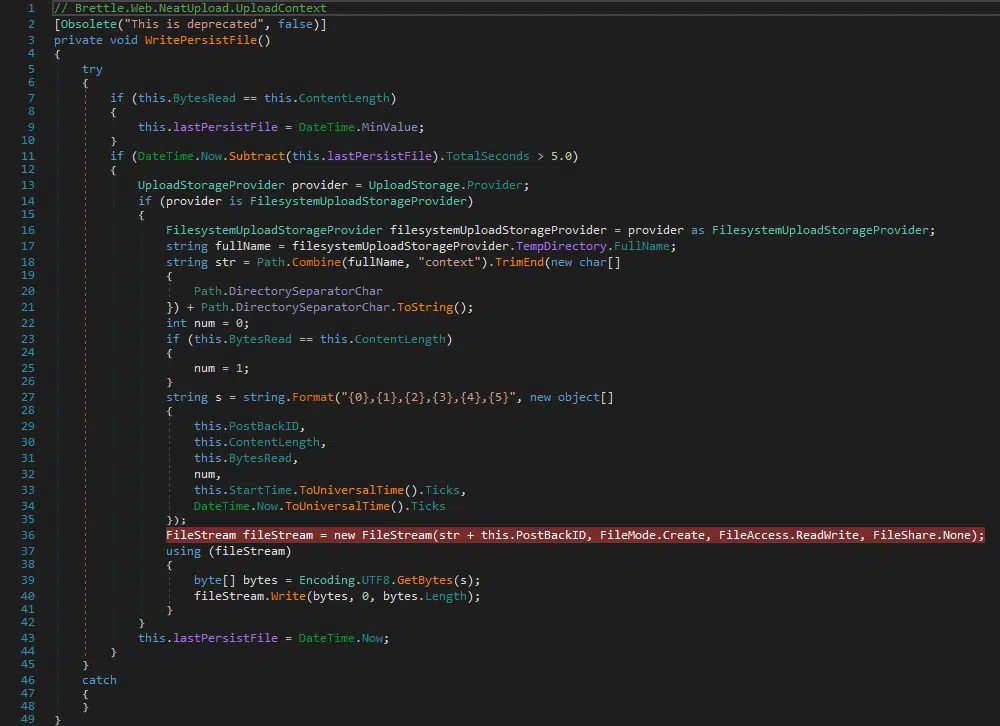 1 // Brettle.Web.NeatUpload.UploadContext
2 [Obsolete("This is deprecated", false)]
3 private void WritePersistFile()
4 {
5 try
6 {
7 if (this.BytesRead == this.ContentLength)
8 {
9 this.lastPersistFile = DateTime.MinValue;
10 }
11 if (DateTime.Now.Subtract(this.lastPersistFile).TotalSeconds > 5.0)
12 {
13 UploadStorageProvider provider = UploadStorage.Provider;
14 if (provider is FilesystemUploadStorageProvider)
15 {
16 FilesystemUploadStorageProvider filesystemUploadStorageProvider = provider as FilesystemUploadStorageProvider;
17 string fullName = filesystemUploadStorageProvider.TempDirectory.FullName;
18 string str = Path.Combine(fullName, "context").TrimEnd(new char[]
19 {
20 Path.DirectorySeparatorChar
21 }) + Path.DirectorySeparatorChar.ToString();
22 int num = 0;
23 if (this.BytesRead == this.ContentLength)
24 {
25 num = 1;
26 }
27 string s = string.Format("{0},{1},{2},{3},{4},{5}", new object[]
28 {
29 this.PostBackID,
30 this.ContentLength,
31 this.BytesRead,
32 num,
33 this.StartTime.ToUniversalTime().Ticks,
34 DateTime.Now.ToUniversalTime().Ticks
35 });
36 FileStream fileStream = new FileStream(str + this.PostBackID, FileMode.Create, FileAccess.ReadWrite, FileShare.None);
37 using (fileStream)
38 {
39 byte[] bytes = Encoding.UTF8.GetBytes(s);
40 fileStream.Write(bytes, 0, bytes.Length);
41 }
42 }
43 this.lastPersistFile = DateTime.Now;
44 }
45 }
46 catch
47 {
48 }
49 }